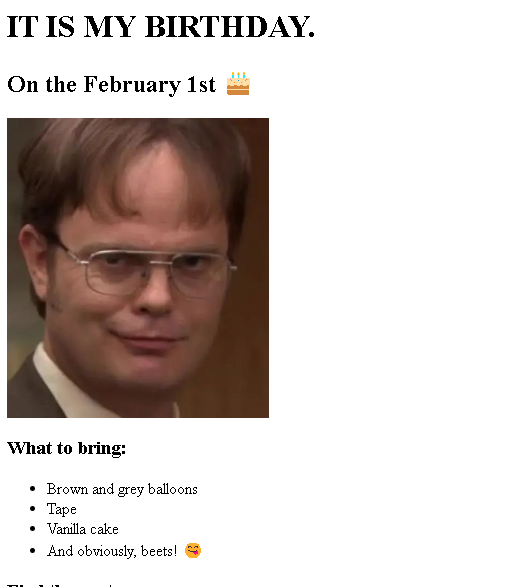 IT IS MY BIRTHDAY.
On the February 1st 🎂
What to bring:
Brown and grey balloons
Tape
Vanilla cake
And obviously, beets! 😋